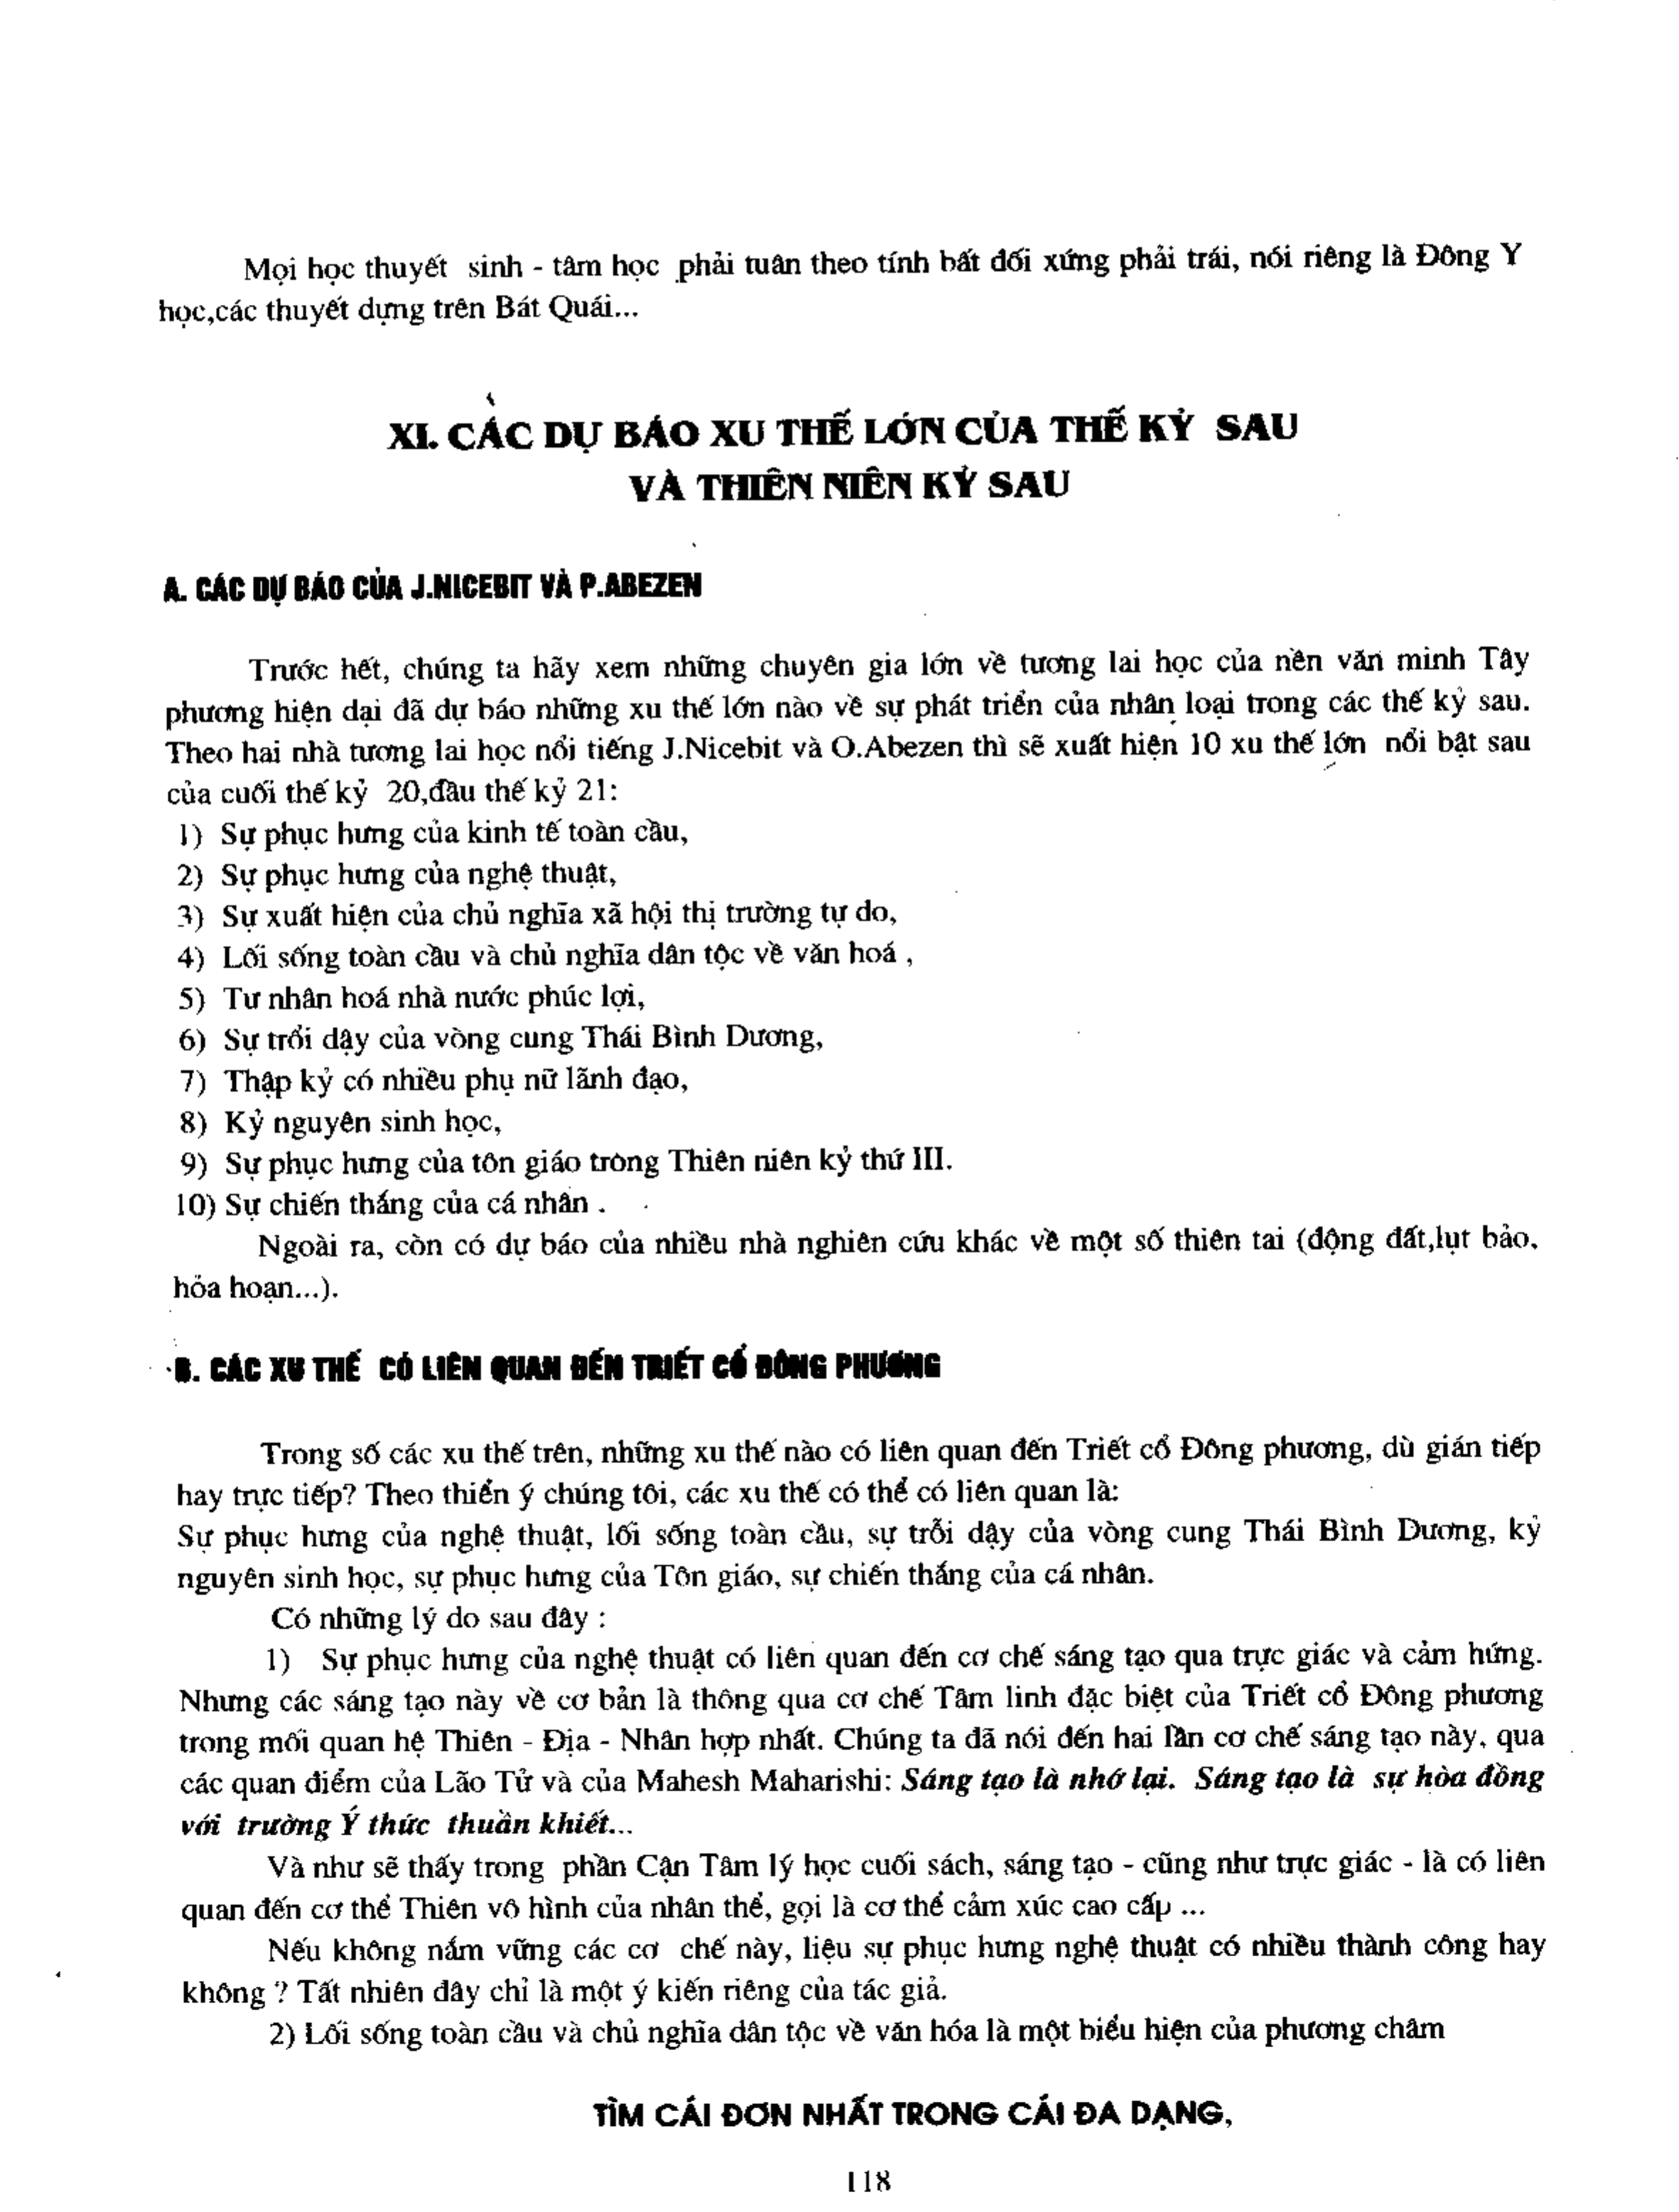 Mọi học thuyết sinh - tâm học phải tuân theo tính bất đối xứng phải trái, nói riêng là Đông Y
học,các thuyết dựng trên Bát Quái...
XI. CÁC DỰ BÁO XU THẾ LỚN CỦA THẾ KỶ SAU
VÀ THIÊN NIÊN KỶ SAU
A. CÁC DỰ BÁO CỦA J.NICEBIT VÀ P.ABEZEN
Trước hết, chúng ta hãy xem những chuyên gia lớn về tương lai học của nền văn minh Tây
phương hiện dại đã dự báo những xu thế lớn nào về sự phát triển của nhân loại trong các thế kỷ sau.
Theo hai nhà tương lai học nổi tiếng J.Nicebit và O.Abezen thì sẽ xuất hiện 10 xu thế lớn nổi bật sau
của cuối thế kỷ 20,đầu thế kỷ 21:
1) Sự phục hưng của kinh tế toàn cầu,
2) Sự phục hưng của nghệ thuật,
3) Sự xuất hiện của chủ nghĩa xã hội thị trường tự do,
4) Lối sống toàn cầu và chủ nghĩa dân tộc về văn hoá ,
5) Tư nhân hoá nhà nước phúc lợi,
6) Sự trổi dậy của vòng cung Thái Bình Dương,
7) Thập kỷ có nhiều phụ nữ lãnh đạo,
8) Kỷ nguyên sinh học,
9) Sự phục hưng của tôn giáo trong Thiên niên kỷ thứ III.
10) Sự chiến thắng của cá nhân .
Ngoài ra, còn có dự báo của nhiều nhà nghiên cứu khác về một số thiên tai (động đất,lụt bảo,
hỏa hoạn...).
B. CÁC XU THẾ CÓ LIÊN QUAN ĐẾN TRIẾT CỔ ĐÔNG PHƯƠNG
Trong số các xu thế trên, những xu thế nào có liên quan đến Triết cổ Đông phương, dù gián tiếp
hay trực tiếp? Theo thiển ý chúng tôi, các xu thế có thể có liên quan là:
Sự phục hưng của nghệ thuật, lối sống toàn cầu, sự trỗi dậy của vòng cung Thái Bình Dương, kỷ
nguyên sinh học, sự phục hưng của Tôn giáo, sự chiến thắng của cá nhân.
Có những lý do sau đây :
1) Sự phục hưng của nghệ thuật có liên quan đến cơ chế sáng tạo qua trực giác và cảm hứng.
Nhưng các sáng tạo này về cơ bản là thông qua cơ chế Tâm linh đặc biệt của Triết cổ Đông phương
trong mối quan hệ Thiên - Địa - Nhân hợp nhất. Chúng ta đã nói đến hai lần cơ chế sáng tạo này, qua
các quan điểm của Lão Tử và của Mahesh Maharishi: Sáng tạo là nhớ lại. Sáng tạo là sự hòa đồng
với trường Ý thức thuần khiết...
Và như sẽ thấy trong phần Cận Tâm lý học cuối sách, sáng tạo - cũng như trực giác - là có liên
quan đến cơ thể Thiên vô hình của nhân thể, gọi là cơ thể cảm xúc cao cấp ...
Nếu không nắm vững các cơ chế này, liệu sự phục hưng nghệ thuật có nhiều thành công hay
không ? Tất nhiên đây chỉ là một ý kiến riêng của tác giả.
2) Lối sống toàn cầu và chủ nghĩa dân tộc về văn hóa là một biểu hiện của phương châm
TÌM CÁI ĐƠN NHẤT TRONG CÁI ĐA DẠNG,
118